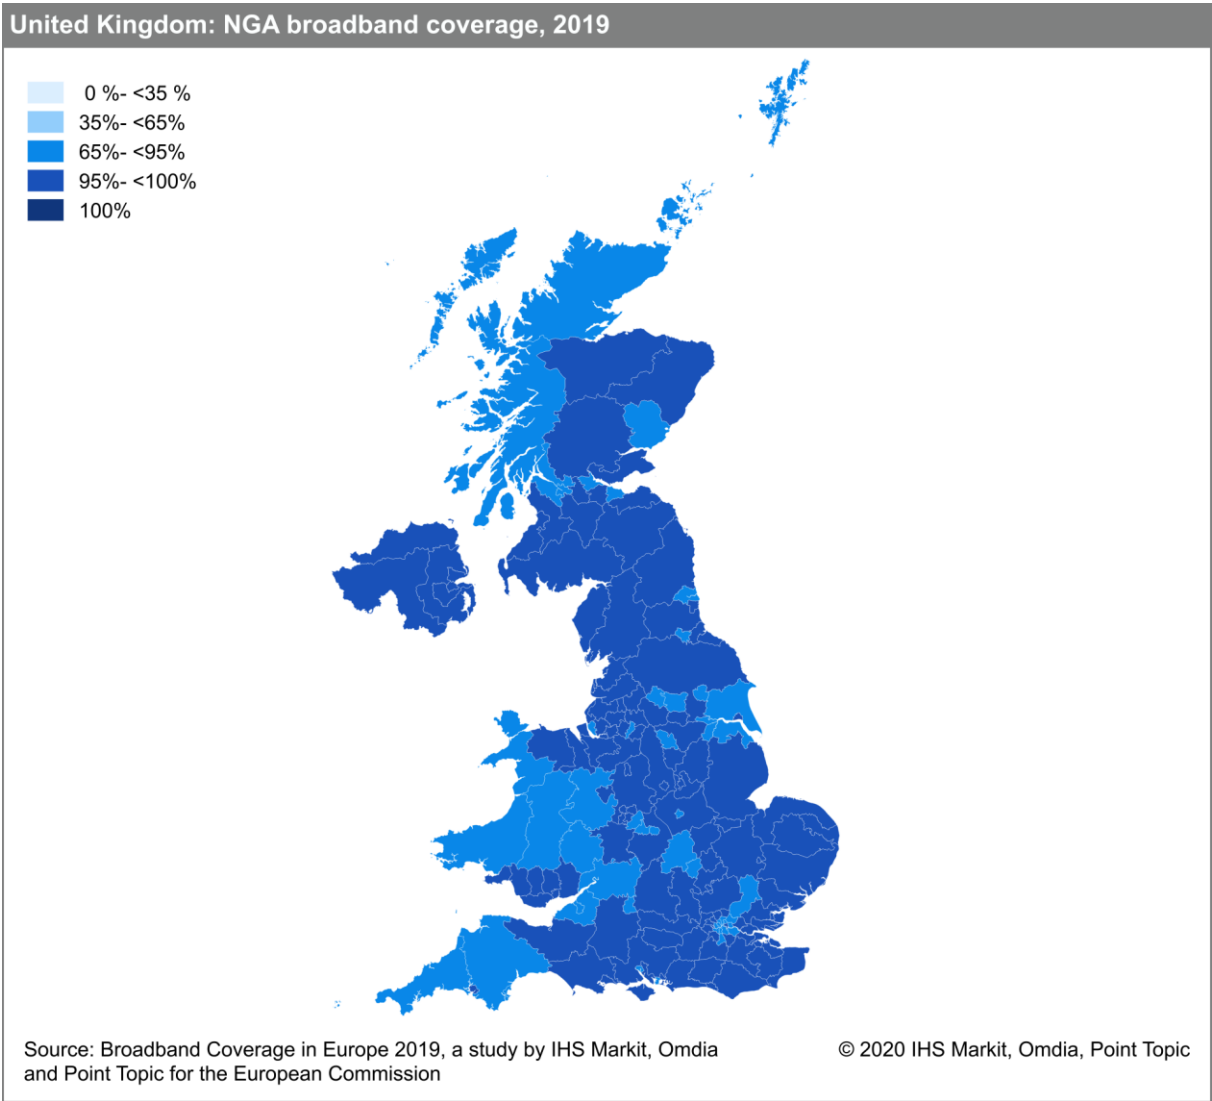 United Kingdom: NGA broadband coverage, 2019
0 %- <35 %
35%- <65%
65%- <95%
95%- <100%
100%
Source: Broadband Coverage in Europe 2019, a study by IHS Markit, Omdia
and Point Topic for the European Commission
© 2020 IHS Markit, Omdia, Point Topic